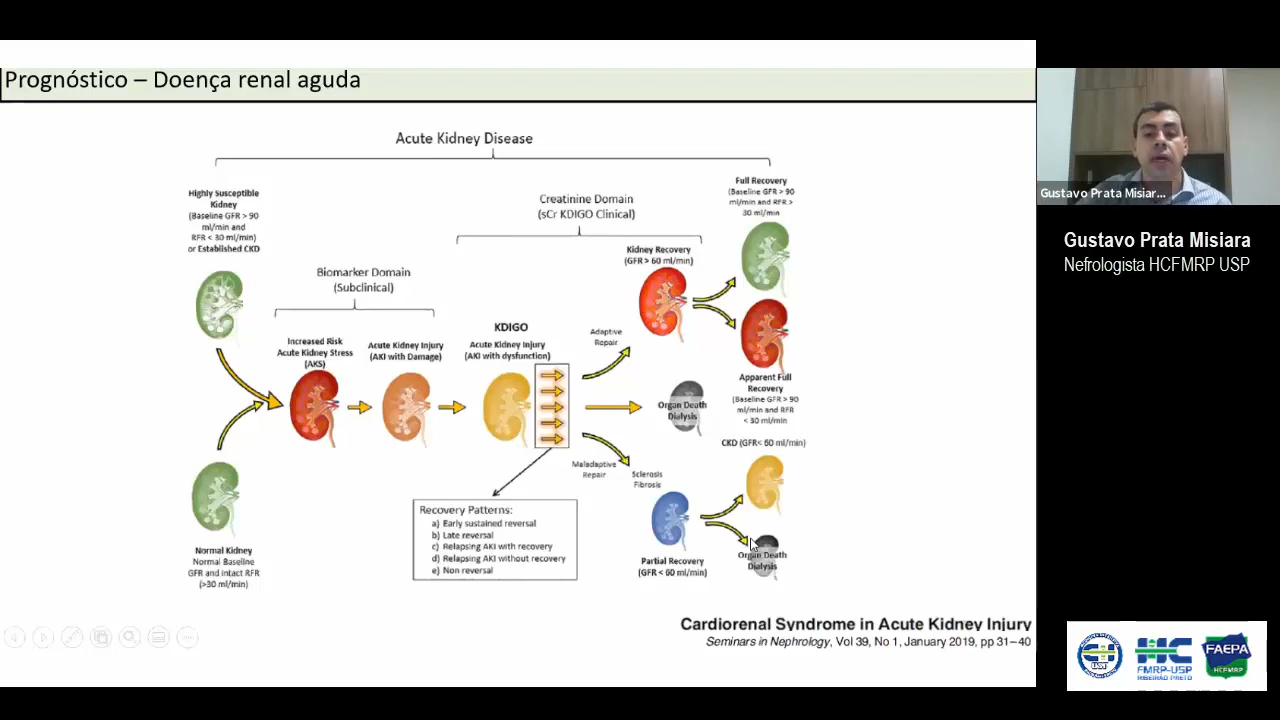 Prognóstico – Doença renal aguda
Acute Kidney Disease
Highly Susceptible
Kidney
(Baseline GFR > 90
ml/min and
RFR < 30 ml/min)
or Established CKD
Biomarker Domain
(Subclinical)
Creatinine Domain
(sCr KDIGO Clinical)
Full Recovery
(Baseline GFR > 90
ml/min and RFR >
30 ml/min
Kidney Recovery
(GFR > 60 ml/min)
Increased Risk
Acute Kidney Stress
(AKS)
Acute Kidney Injury
(AKI with Damage)
KDIGO
Acute Kidney Injury
(AKI with dysfunction)
Adaptive
Repair
Organ Death
Dialysis
Apparent Full
Recovery
(Baseline GFR > 90
ml/min and RFR
< 30 ml/min
CKD (GFR< 60 ml/min)
Maladaptive
Repair
Sclerosis
Fibrosis
Recovery Patterns:
a) Early sustained reversal
b) Late reversal
c) Relapsing AKI with recovery
d) Relapsing AKI without recovery
e) Non reversal
Normal Kidney
Normal Baseline
GFR and intact RFR
(>30 ml/min)
Partial Recovery
(GFR < 60 ml/min)
Organ Death
Dialysis
Cardiorenal Syndrome in Acute Kidney Injury
Seminars in Nephrology, Vol 39, No 1, January 2019, pp 31–40
Gustavo Prata Misiar...
Gustavo Prata Misiara
Nefrologista HCFMRP USP
HC
FMRP-USP
RIBEIRÃO PRETO
FAEPA
HCFMRP